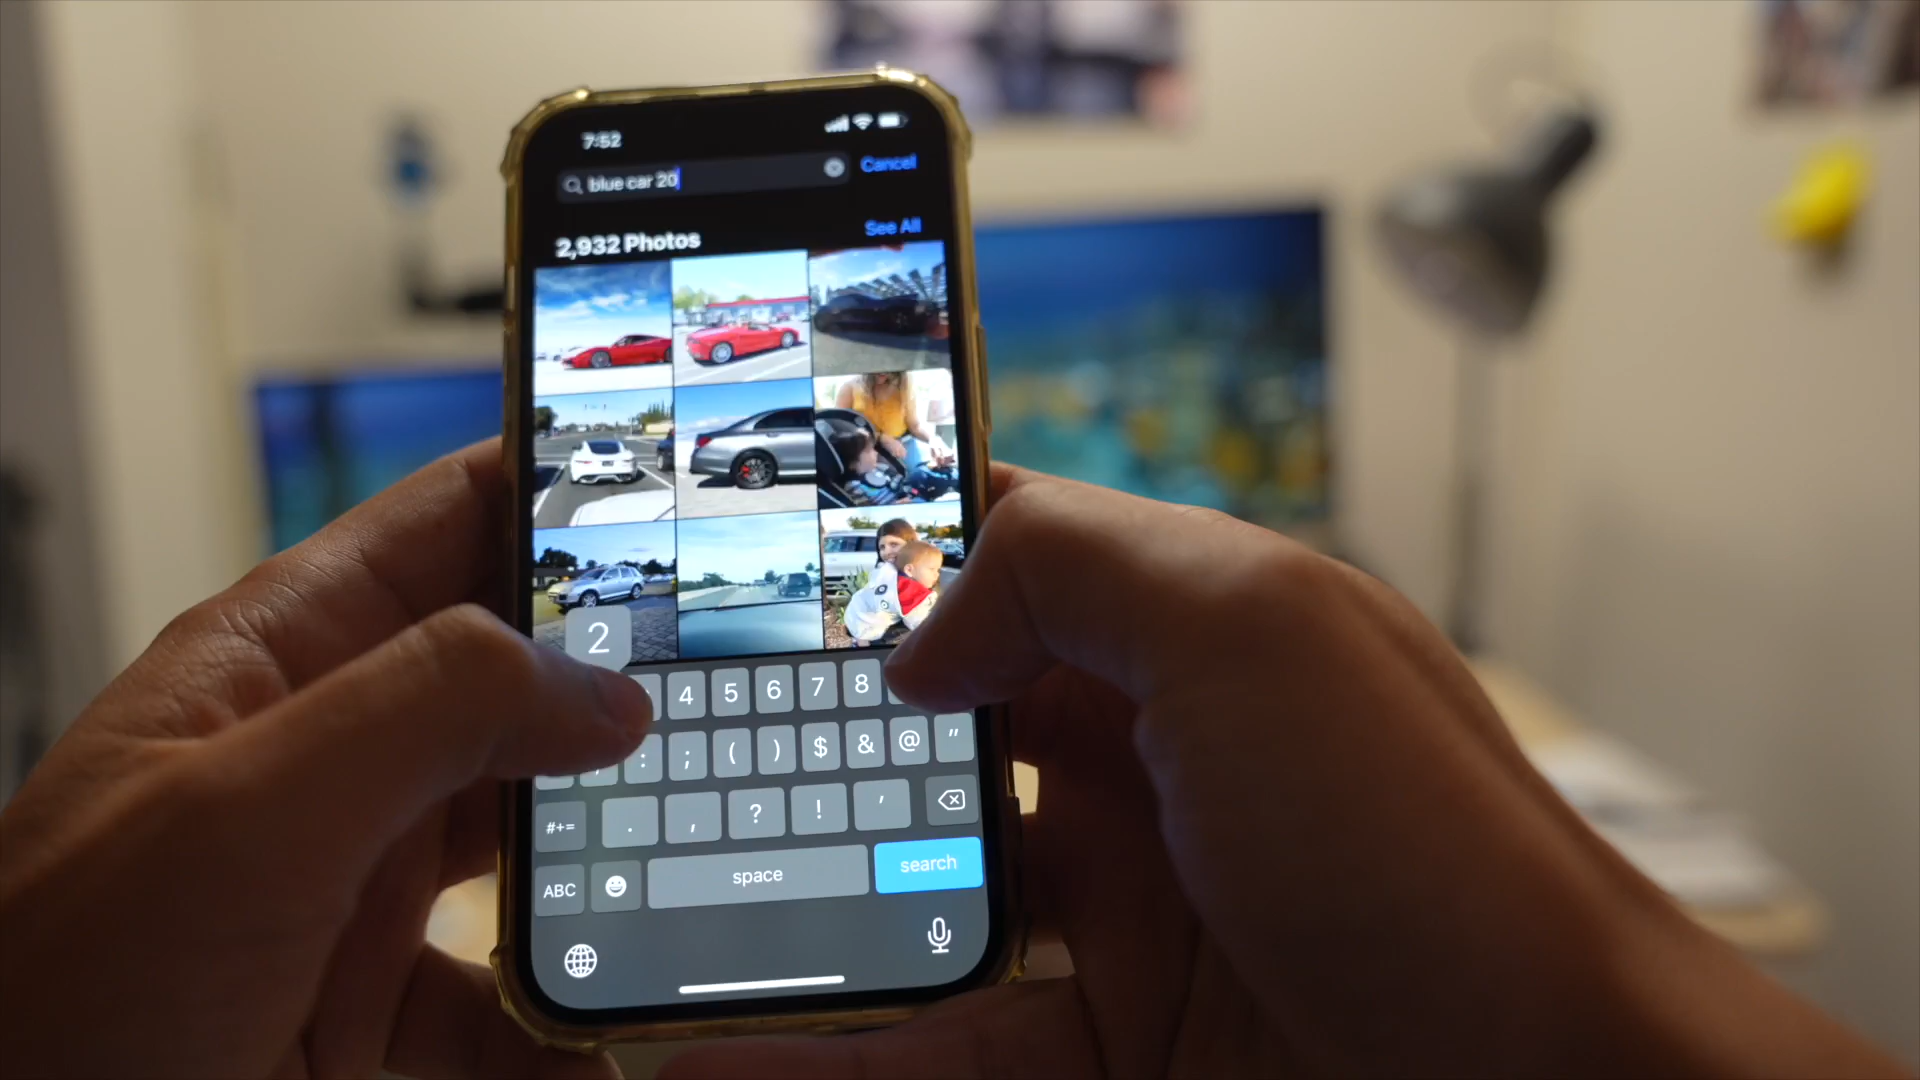 7:52
blue car 20
Cancel
2,932 Photos
See All
2
4 5 6 7 8
: ; ( ) $ & @ "
#+= . , ? ! '
ABC space search